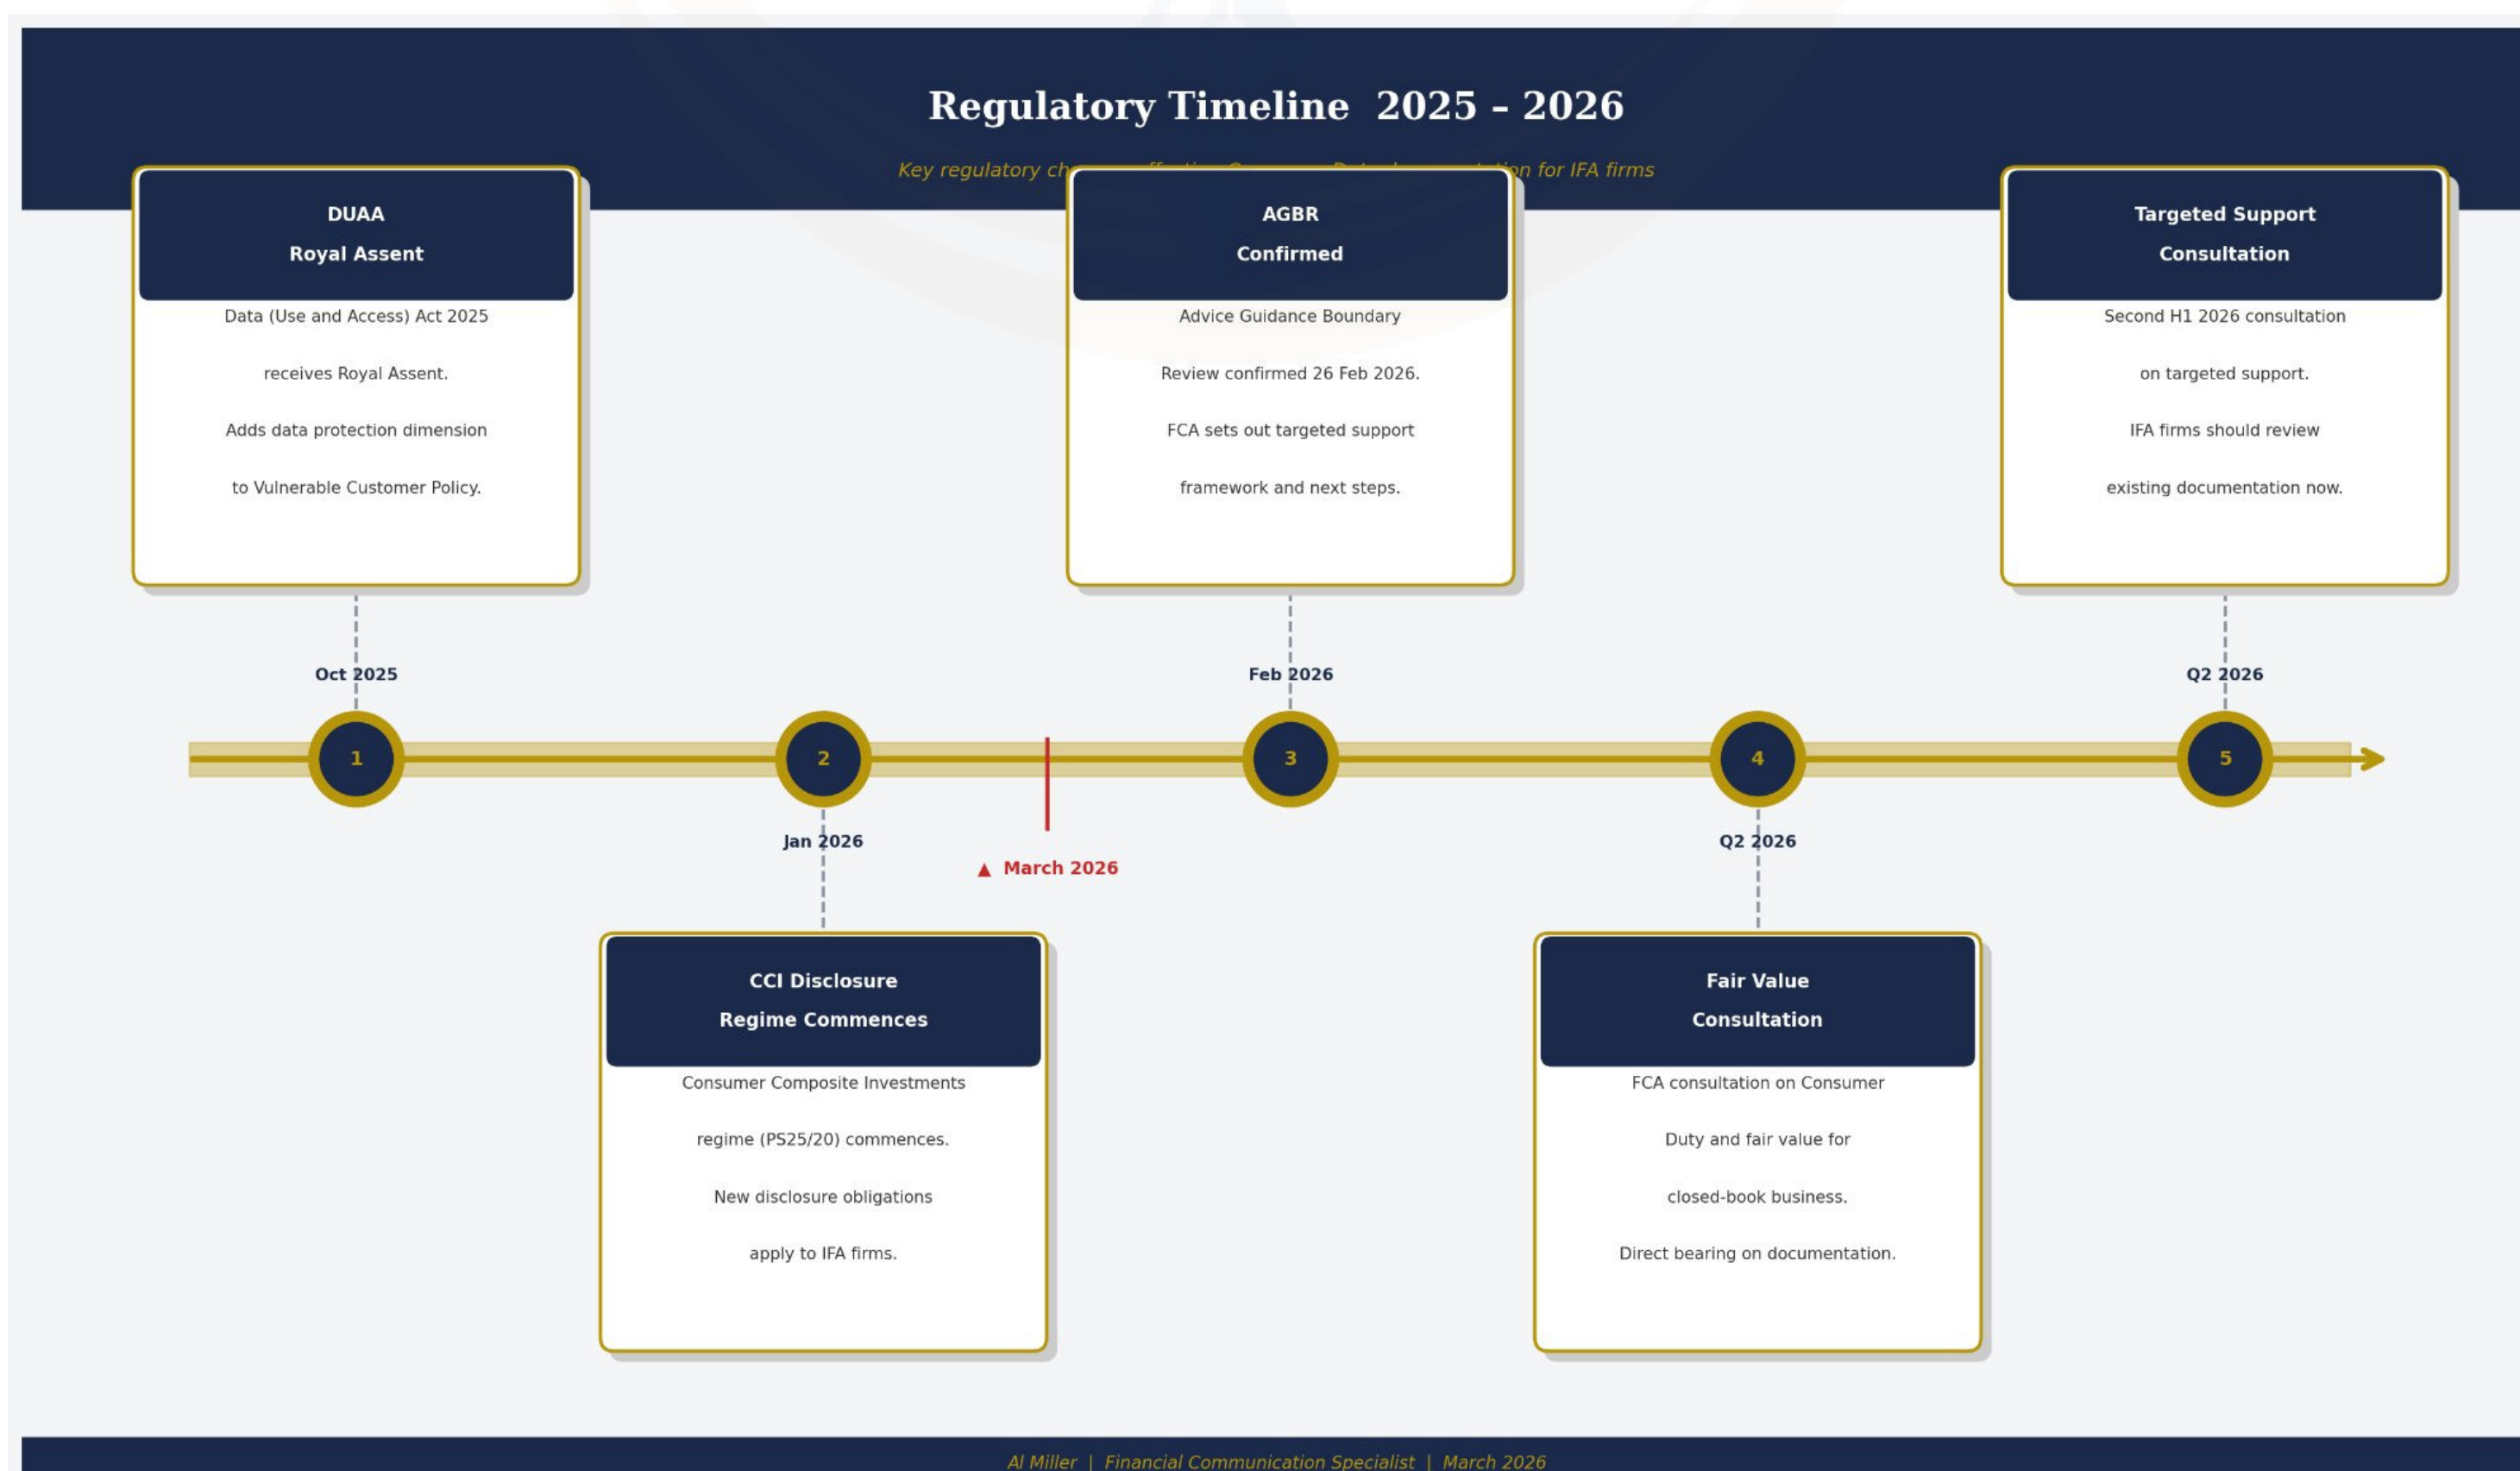 Regulatory Timeline 2025 – 2026
Key regulatory for IFA firms
DUAA
Royal Assent
Data (Use and Access) Act 2025
receives Royal Assent.
Adds data protection dimension
to Vulnerable Customer Policy.
AGBR
Confirmed
Advice Guidance Boundary
Review confirmed 26 Feb 2026.
FCA sets out targeted support
framework and next steps.
Targeted Support
Consultation
Second H1 2026 consultation
on targeted support.
IFA firms should review
existing documentation now.
Oct 2025
Feb 2026
Q2 2026
1
2
3
4
5
Jan 2026
▲ March 2026
Q2 2026
CCI Disclosure
Regime Commences
Consumer Composite Investments
regime (PS25/20) commences.
New disclosure obligations
apply to IFA firms.
Fair Value
Consultation
FCA consultation on Consumer
Duty and fair value for
closed-book business.
Direct bearing on documentation.
Al Miller | Financial Communication Specialist | March 2026